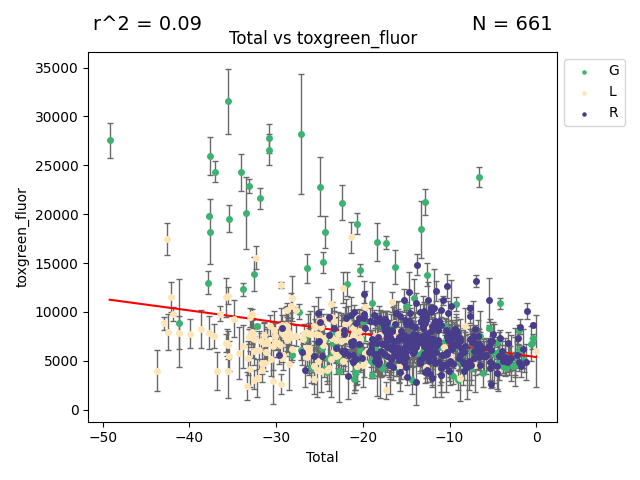 r^2 = 0.09
N = 661
Total vs toxgreen_fluor
35000
30000
25000
20000
15000
10000
5000
0
toxgreen_fluor
−50
−40
−30
−20
−10
0
Total
G
L
R